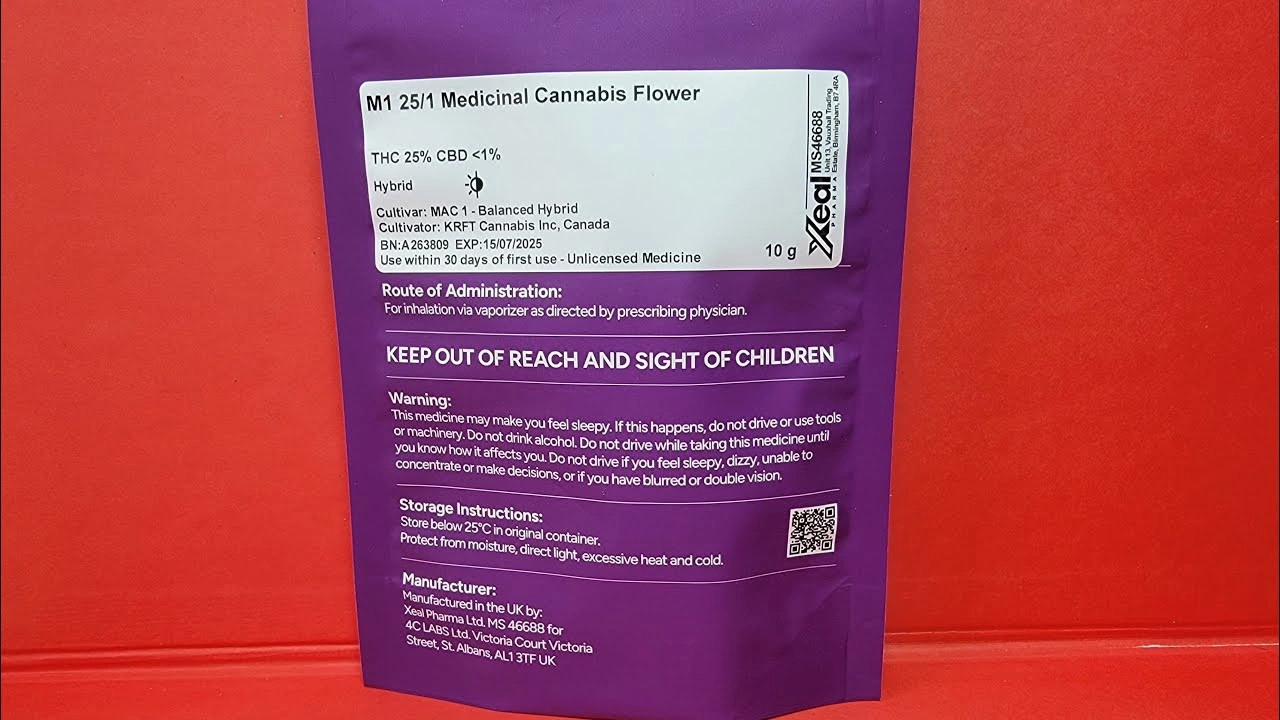 M1 25/1 Medicinal Cannabis Flower
THC 25% CBD <1%
Hybrid
Cultivar: MAC 1 - Balanced Hybrid
Cultivator: KRFT Cannabis Inc, Canada
BN:A263809 EXP:15/07/2025
Use within 30 days of first use - Unlicensed Medicine
10 g
Xeal
PHARMA
MS46688
Unit 13, Vauxhall Trading
Estate, Birmingham, B7 4RA
Route of Administration:
For inhalation via vaporizer as directed by prescribing physician.
KEEP OUT OF REACH AND SIGHT OF CHILDREN
Warning:
This medicine may make you feel sleepy. If this happens, do not drive or use tools
or machinery. Do not drink alcohol. Do not drive while taking this medicine until
you know how it affects you. Do not drive if you feel sleepy, dizzy, unable to
concentrate or make decisions, or if you have blurred or double vision.
Storage Instructions:
Store below 25°C in original container.
Protect from moisture, direct light, excessive heat and cold.
Manufacturer:
Manufactured in the UK by:
Xeal Pharma Ltd. MS 46688 for
4C LABS Ltd. Victoria Court Victoria
Street, St. Albans, AL1 3TF UK